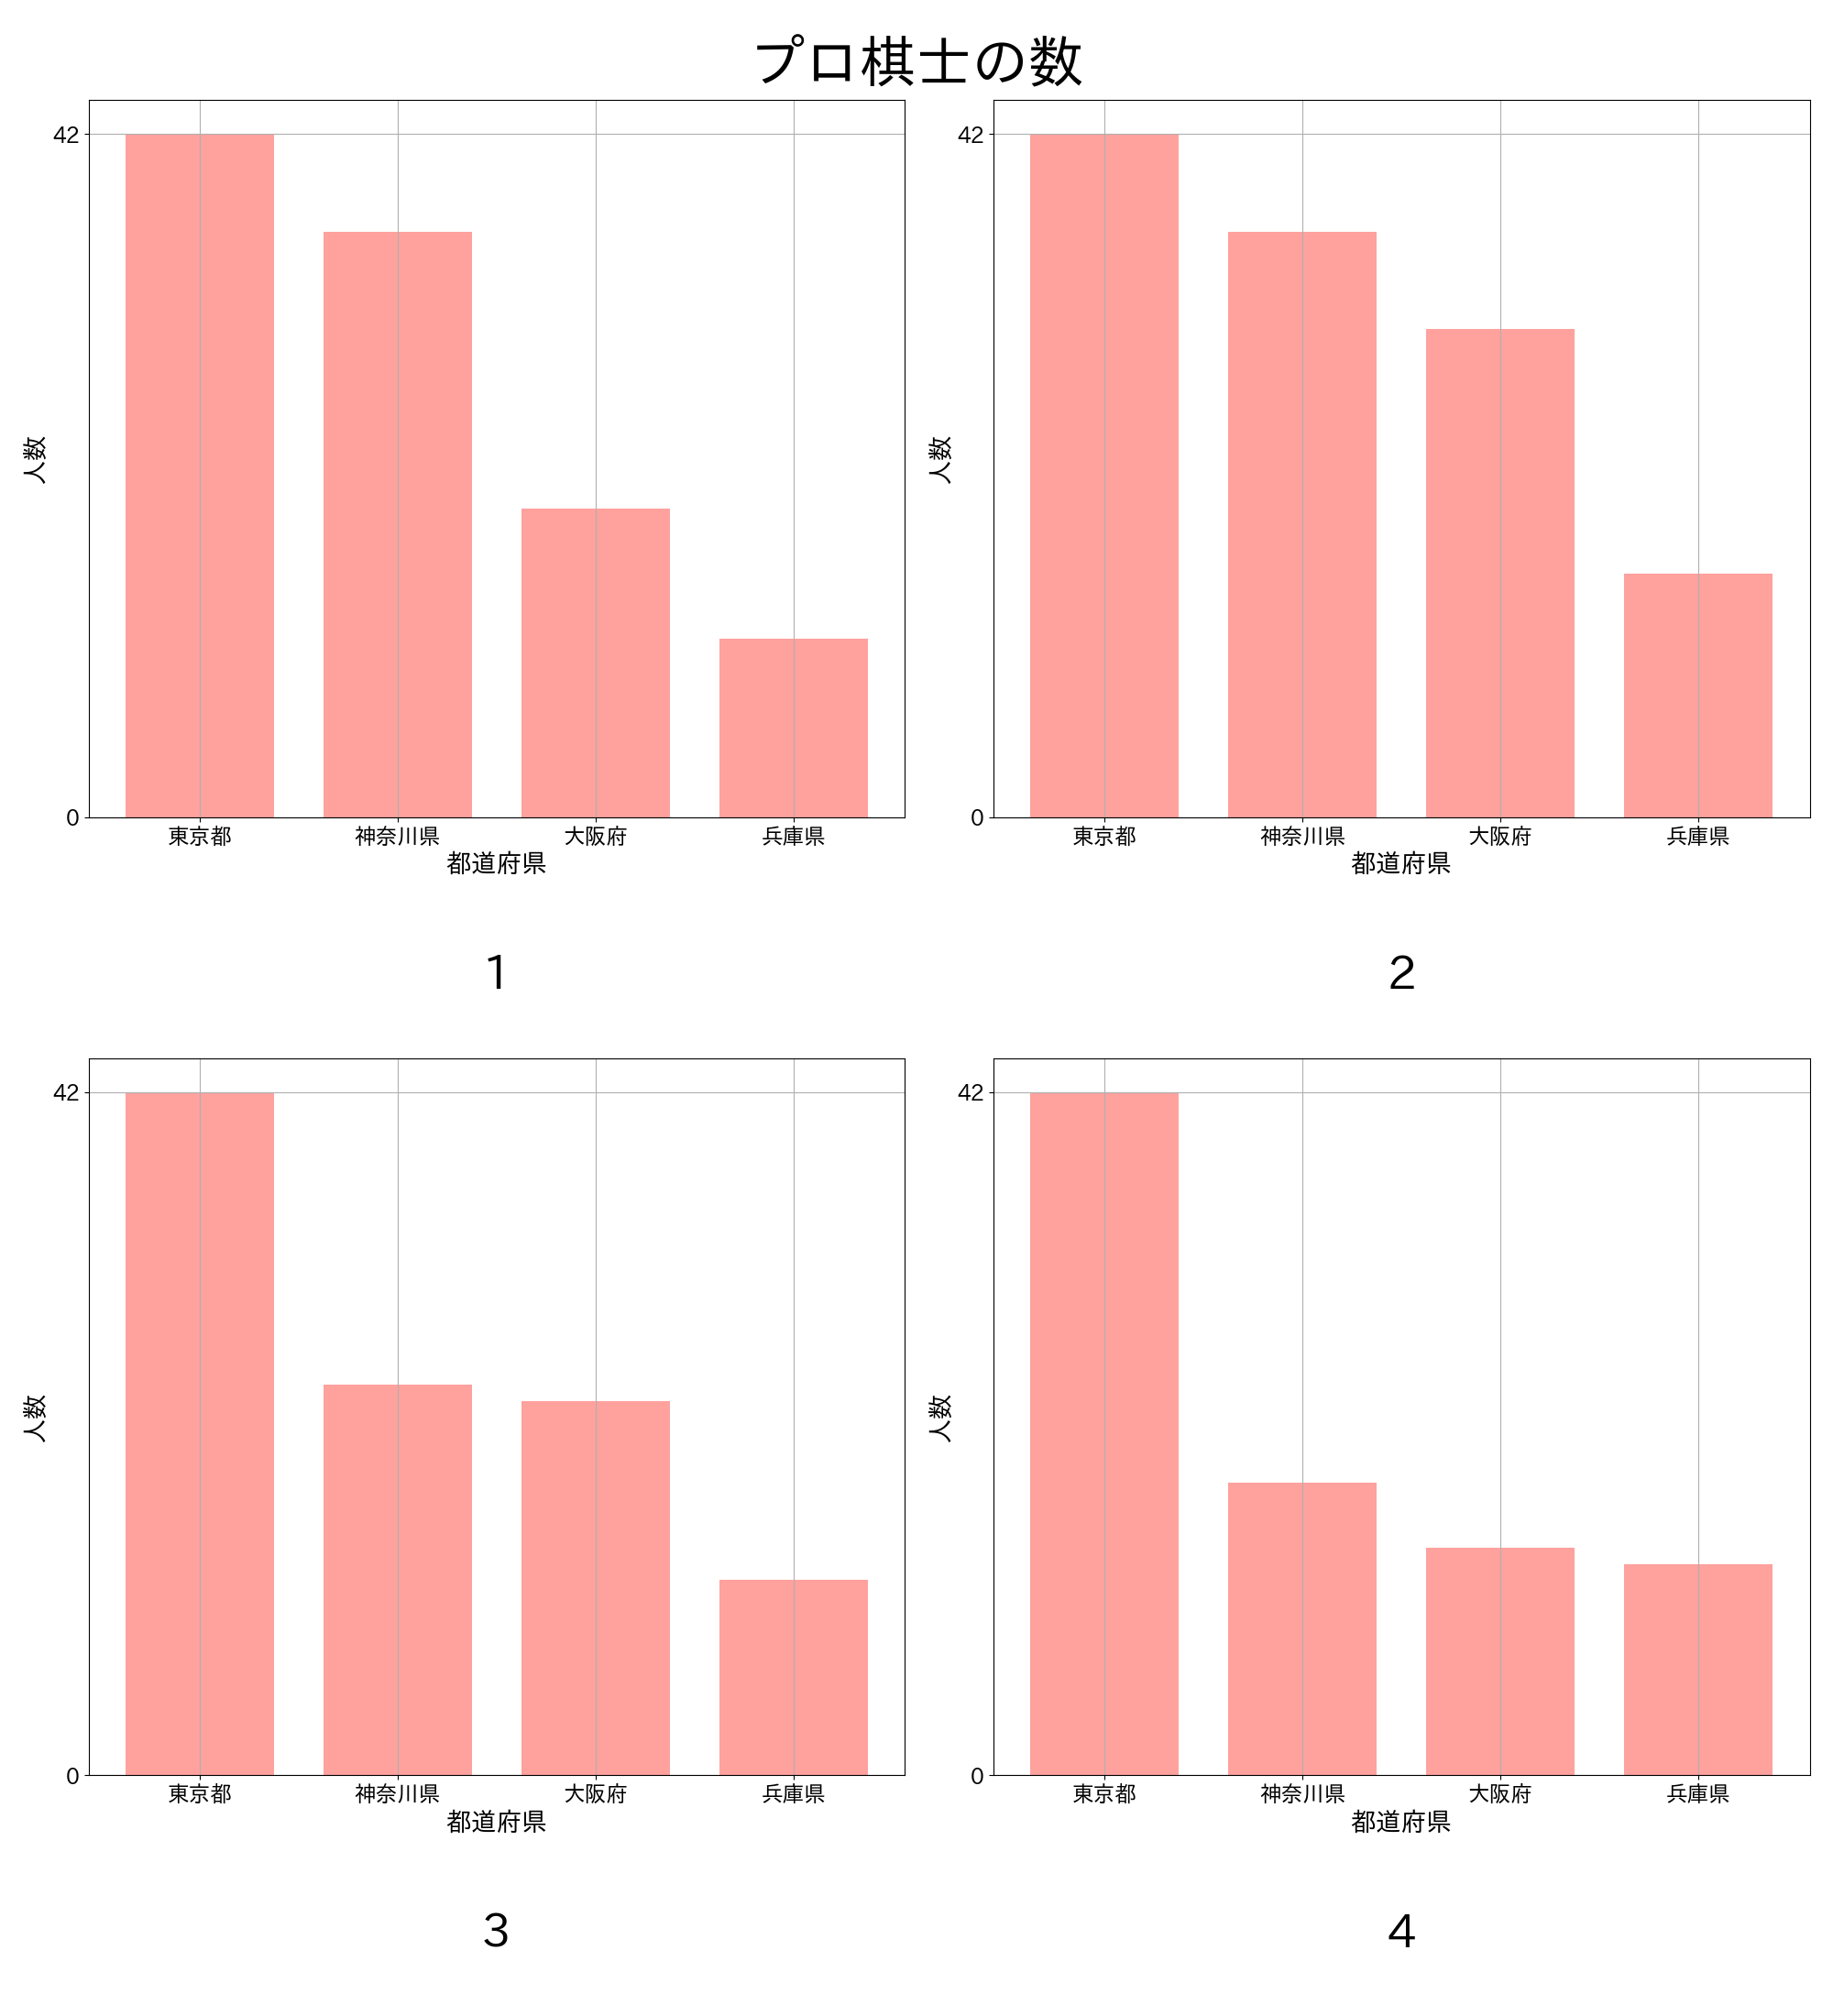 プロ棋士の数
42
0
人数
東京都 神奈川県 大阪府 兵庫県
都道府県
1
42
0
人数
東京都 神奈川県 大阪府 兵庫県
都道府県
2
42
0
人数
東京都 神奈川県 大阪府 兵庫県
都道府県
3
42
0
人数
東京都 神奈川県 大阪府 兵庫県
都道府県
4